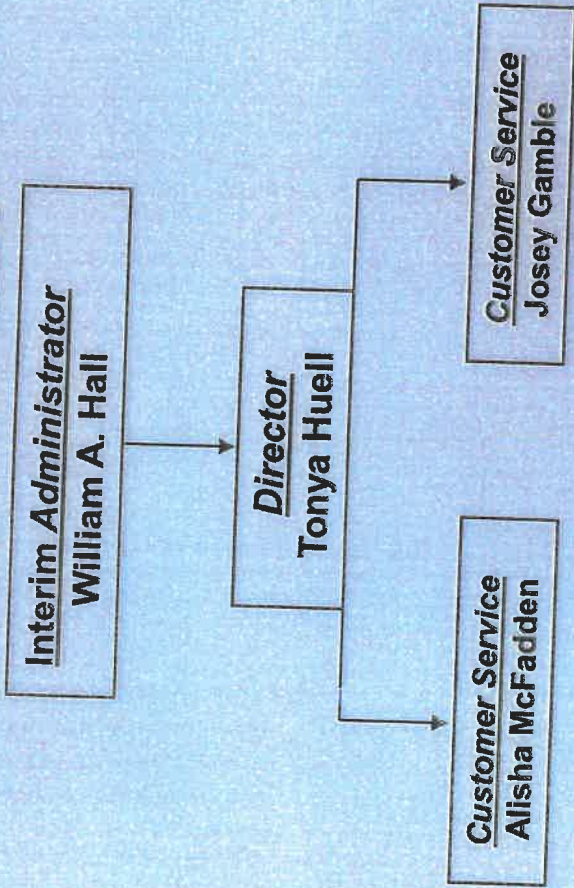 Interim Administrator
William A. Hall
Director
Tonya Huell
Customer Service
Alisha McFadden
Customer Service
Josey Gamble